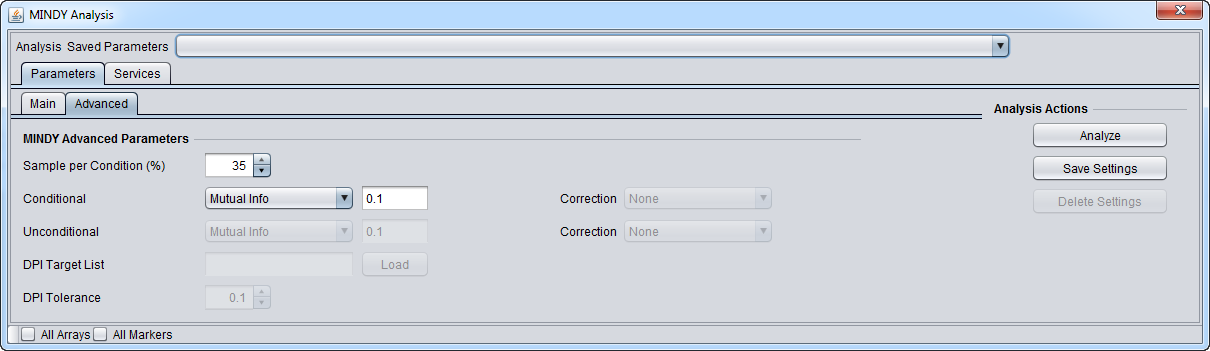 MINDY Analysis
Analysis Saved Parameters
Parameters Services
Main Advanced
Analysis Actions
MINDY Advanced Parameters
Analyze
Sample per Condition (%) 35
Save Settings
Conditional Mutual Info 0.1 Correction None
Delete Settings
Unconditional Mutual Info 0.1 Correction None
DPI Target List Load
DPI Tolerance 0.1
All Arrays All Markers